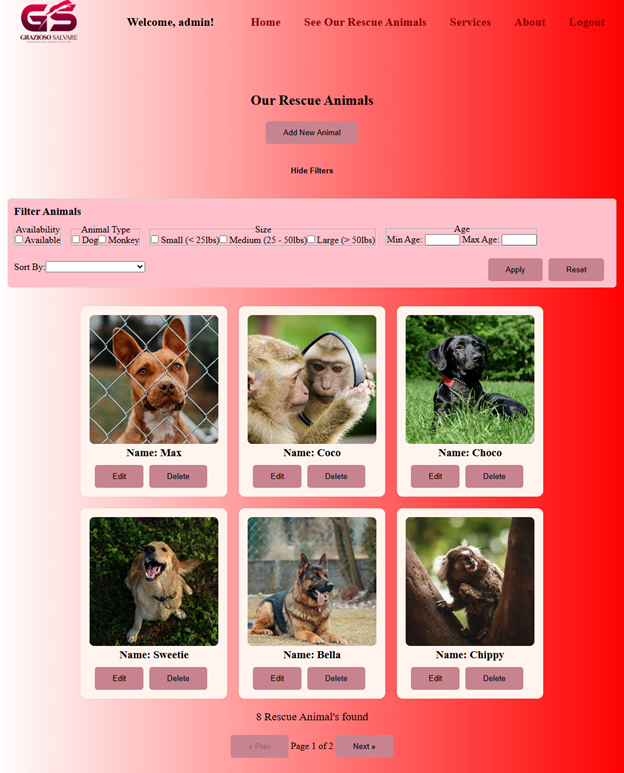 GS
GRAZIOSO SALVARE
Welcome, admin! Home See Our Rescue Animals Services About Logout
Our Rescue Animals
Add New Animal
Hide Filters
Filter Animals
Availability Animal Type Size Age
Available Dog Monkey Small (< 25lbs) Medium (25 - 50lbs) Large (> 50lbs) Min Age: Max Age:
Sort By: Apply Reset
Name: Max Name: Coco Name: Choco
Edit Delete Edit Delete Edit Delete
Name: Sweetie Name: Bella Name: Chippy
Edit Delete Edit Delete Edit Delete
8 Rescue Animal's found
« Prev Page 1 of 2 Next »